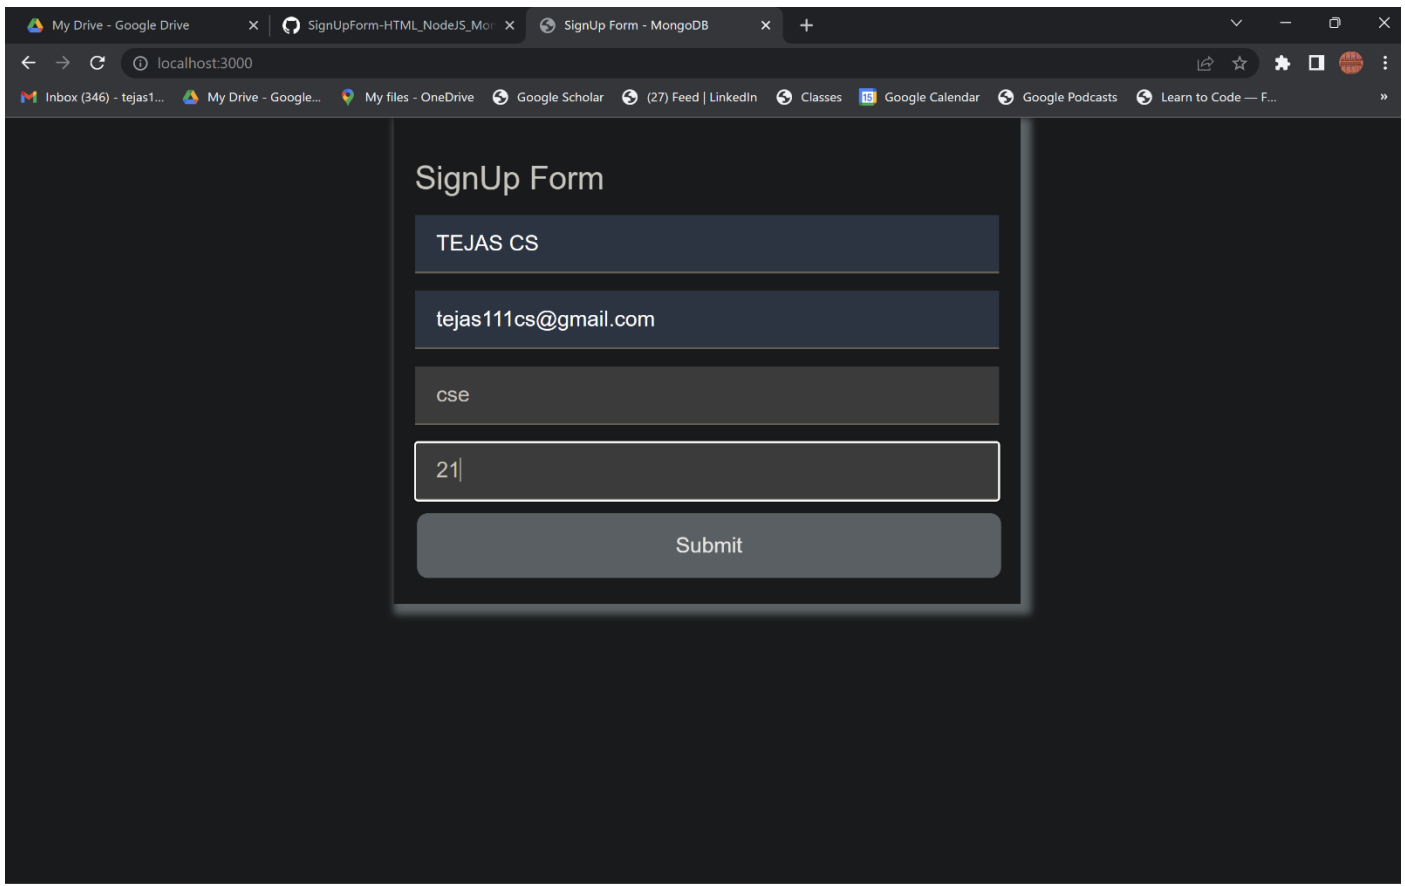 My Drive - Google Drive
SignUpForm-HTML_NodeJS_Mon
SignUp Form - MongoDB
localhost:3000
Inbox (346) - tejas1...
My Drive - Google...
My files - OneDrive
Google Scholar
(27) Feed | LinkedIn
Classes
15
Google Calendar
Google Podcasts
Learn to Code — F...
»
SignUp Form
TEJAS CS
tejas111cs@gmail.com
cse
21
Submit